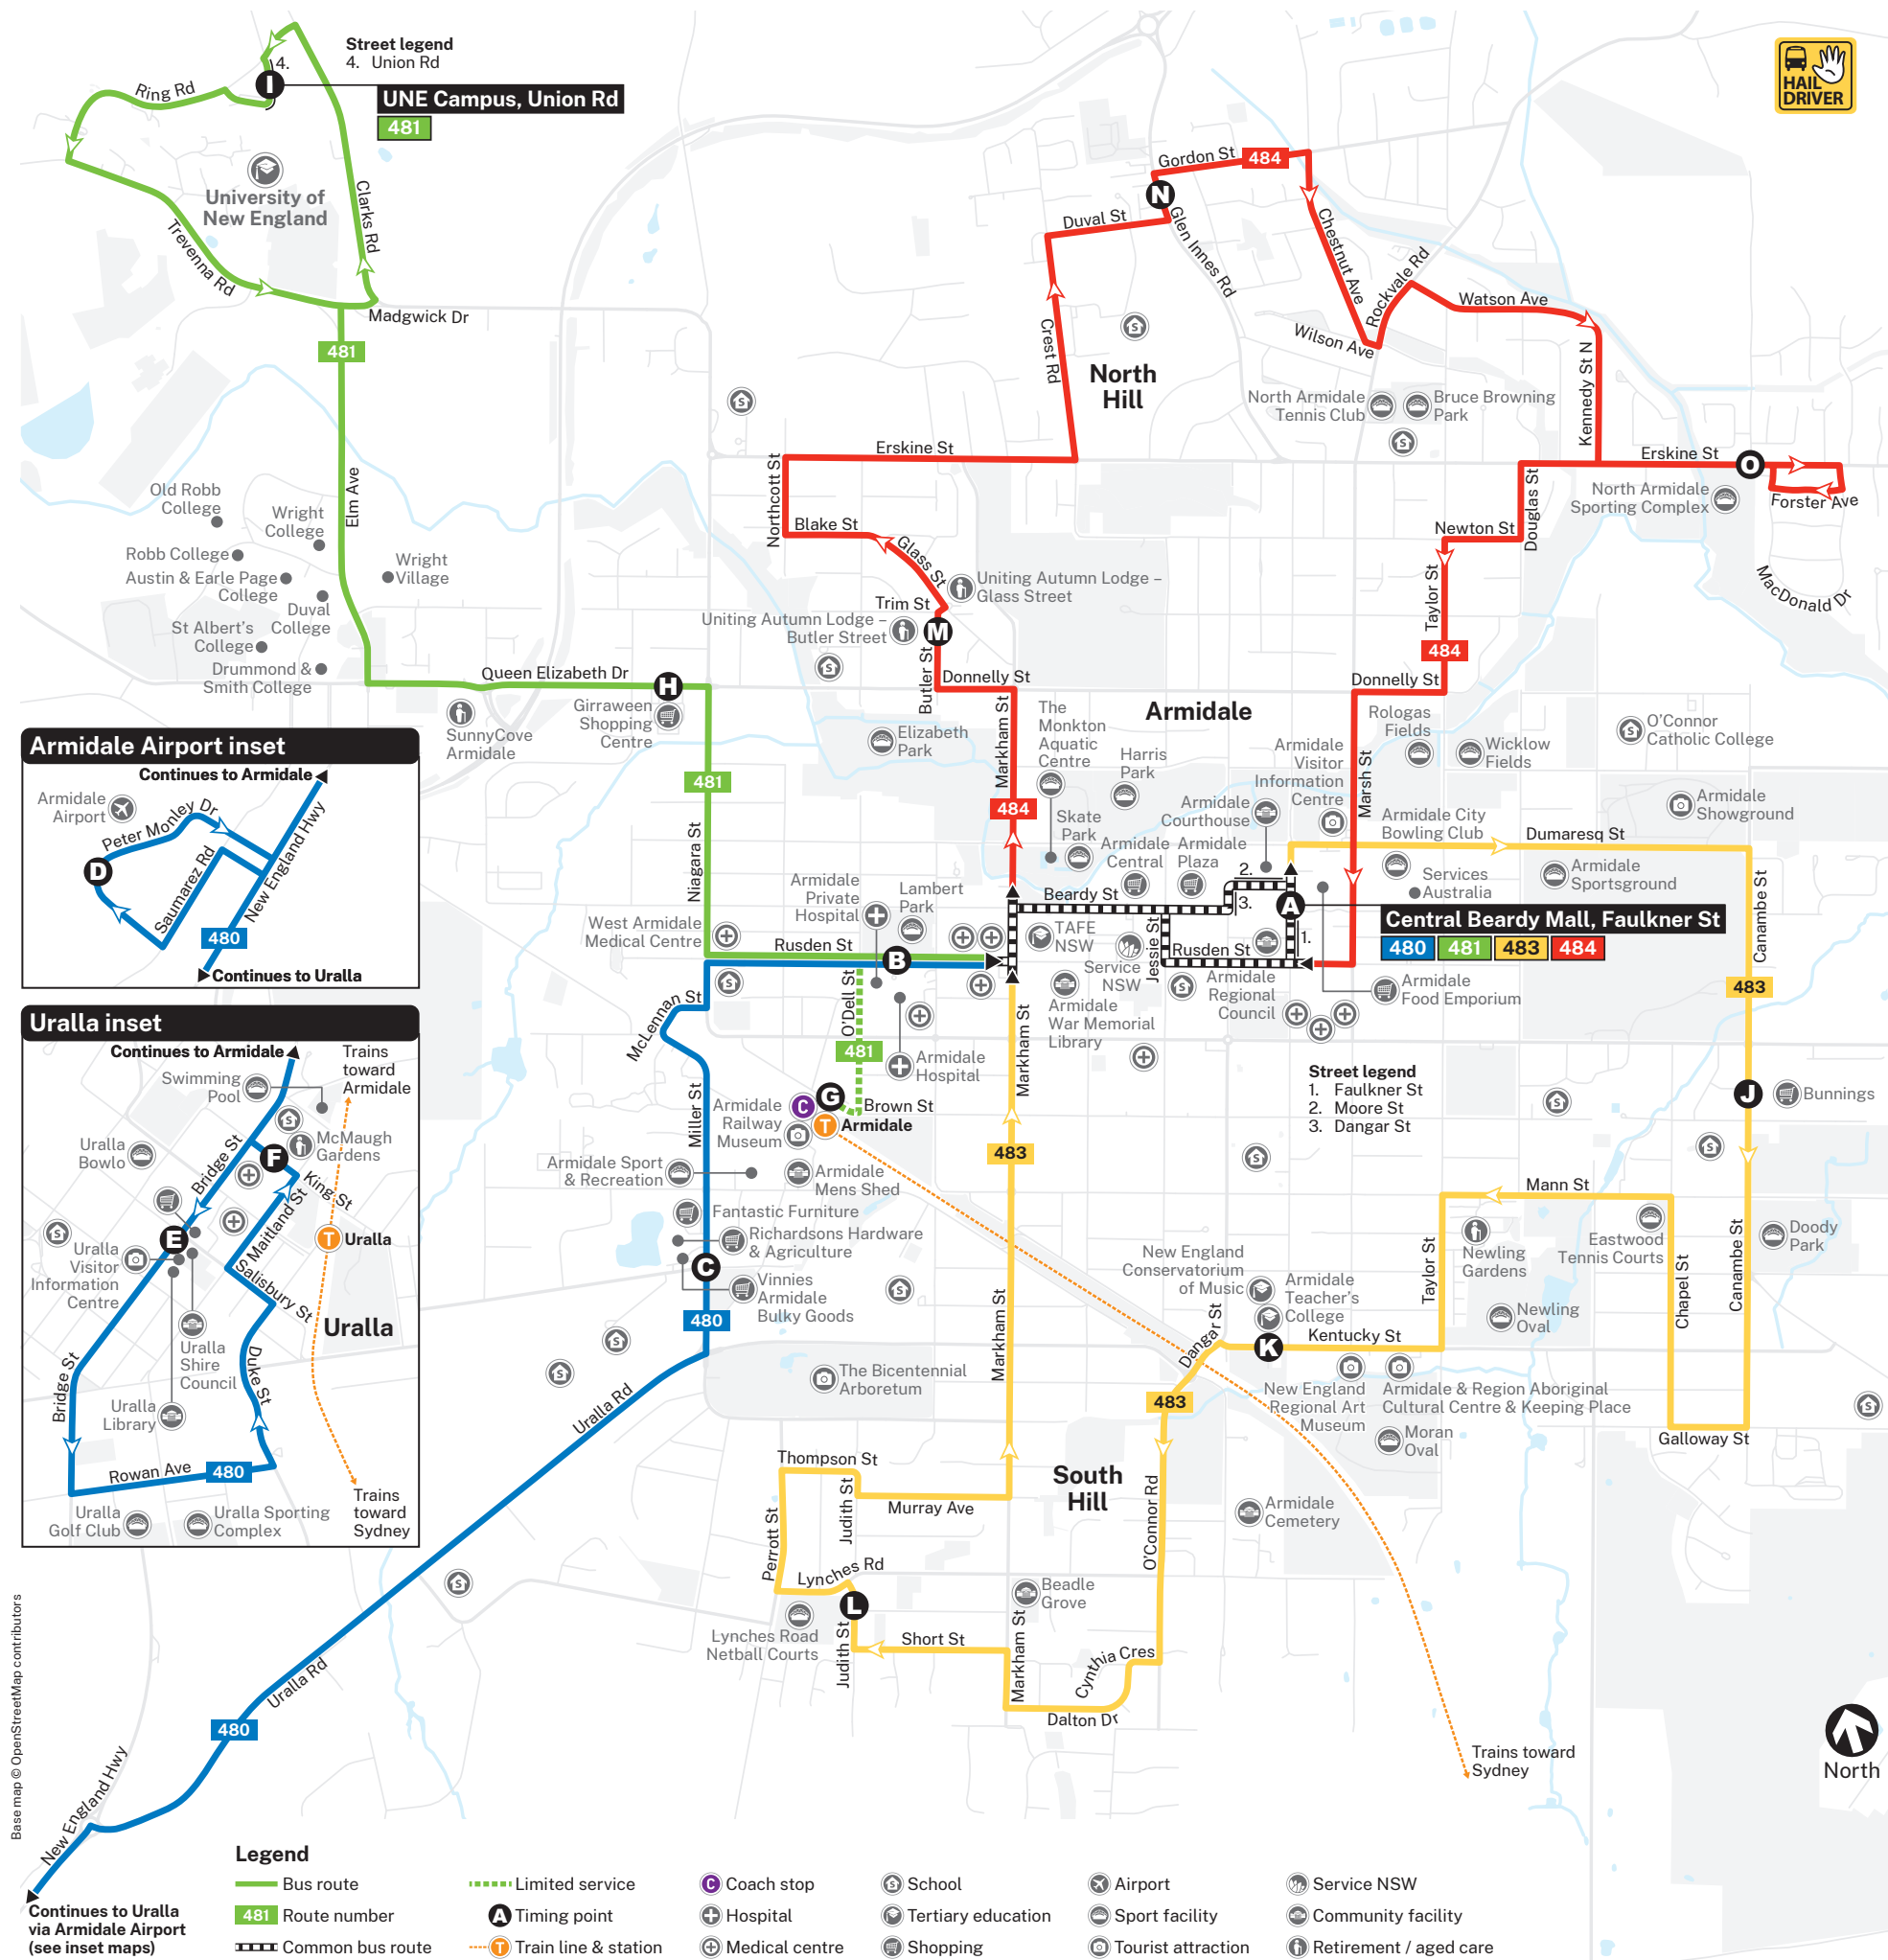 Street legend
4. Union Rd
4.
I
UNE Campus, Union Rd
481
Ring Rd
University of
New England
Clarks Rd
Trevenna Rd
Madgwick Dr
481
HAIL
DRIVER
Gordon St
484
N
Duval St
Glen Innes Rd
Chestnut Ave
Rockvale Rd
Watson Ave
Wilson Ave
Crest Rd
North
Hill
Kennedy St N
North Armidale
Tennis Club
Bruce Browning
Park
Erskine St
Northcott St
Blake St
Glass St
Erskine St
O
North Armidale
Sporting Complex
Forster Ave
Douglas St
Newton St
Taylor St
MacDonald Dr
Elm Ave
Old Robb
College
Wright
College
Robb College
Austin & Earle Page
College
Wright
Village
Duval
College
St Albert's
College
Drummond &
Smith College
Uniting Autumn Lodge –
Glass Street
Trim St
Uniting Autumn Lodge –
Butler Street
M
484
Queen Elizabeth Dr
H
Butler St
Donnelly St
Donnelly St
Girraween
Shopping
Centre
SunnyCove
Armidale
Elizabeth
Park
Markham St
Armidale
The
Monkton
Aquatic
Centre
Harris
Park
Armidale
Visitor
Information
Centre
Rologas
Fields
Wicklow
Fields
O'Connor
Catholic College
481
484
Skate
Park
Armidale
Courthouse
Marsh St
Armidale City
Bowling Club
Armidale
Showground
Dumaresq St
Armidale
Central
Armidale
Plaza
Services
Australia
Armidale
Sportsground
Niagara St
Armidale
Private
Hospital
Lambert
Park
Beardy St
2.
3.
A
1.
Central Beardy Mall, Faulkner St
480
481
483
484
Canambe St
West Armidale
Medical Centre
Rusden St
B
TAFE
NSW
Service
NSW
Jessie St
Rusden St
Armidale
Regional
Council
Armidale
Food Emporium
483
McLennan St
O'Dell St
Armidale
War Memorial
Library
Markham St
481
Armidale
Hospital
Street legend
1. Faulkner St
2. Moore St
3. Dangar St
J
Bunnings
Miller St
C
G
T
Brown St
Armidale
Armidale
Railway
Museum
483
Armidale Sport
& Recreation
Armidale
Mens Shed
Fantastic Furniture
Richardsons Hardware
& Agriculture
C
Vinnies
Armidale
Bulky Goods
480
Mann St
Newling
Gardens
Eastwood
Tennis Courts
Doody
Park
Taylor St
Chapel St
Canambe St
New England
Conservatorium
of Music
Armidale
Teacher's
College
Newling
Oval
Markham St
Dangar St
K
Kentucky St
The Bicentennial
Arboretum
483
New England
Regional Art
Museum
Armidale & Region Aboriginal
Cultural Centre & Keeping Place
Moran
Oval
Galloway St
Uralla Rd
Thompson St
Judith St
Murray Ave
South
Hill
O'Connor Rd
Armidale
Cemetery
Perrott St
Lynches Rd
L
Beadle
Grove
Lynches Road
Netball Courts
Judith St
Short St
Markham St
Cynthia Cres
Dalton Dr
Trains toward
Sydney
North
Uralla Rd
480
New England Hwy
Continues to Uralla
via Armidale Airport
(see inset maps)
Base map © OpenStreetMap contributors
Armidale Airport inset
Continues to Armidale
Armidale
Airport
Peter Monley Dr
D
Saumarez Rd
New England Hwy
480
Continues to Uralla
Uralla inset
Continues to Armidale
Trains
toward
Armidale
Swimming
Pool
Uralla
Bowlo
McMaugh
Gardens
Bridge St
F
King St
Maitland St
E
T
Uralla
Uralla
Visitor
Information
Centre
Salisbury St
Uralla
Uralla
Shire
Council
Duke St
Bridge St
Uralla
Library
Rowan Ave
480
Uralla
Golf Club
Uralla Sporting
Complex
Trains
toward
Sydney
Legend
Bus route
481
Route number
Common bus route
Limited service
A
Timing point
T
Train line & station
C
Coach stop
Hospital
Medical centre
School
Tertiary education
Shopping
Airport
Sport facility
Tourist attraction
Service NSW
Community facility
Retirement / aged care